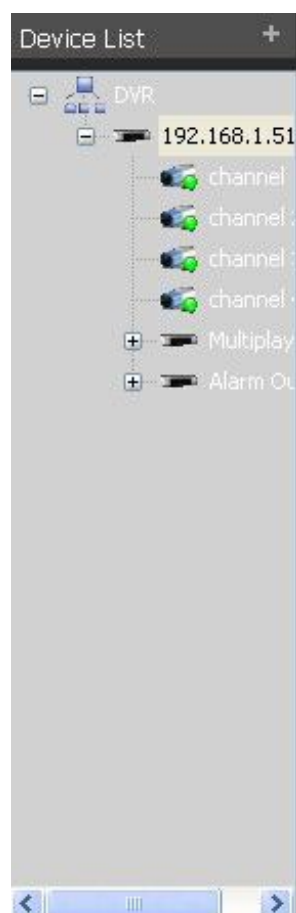 Device List +
DVR
192.168.1.51
channel
channel
channel
channel
Multiplay
Alarm Ou